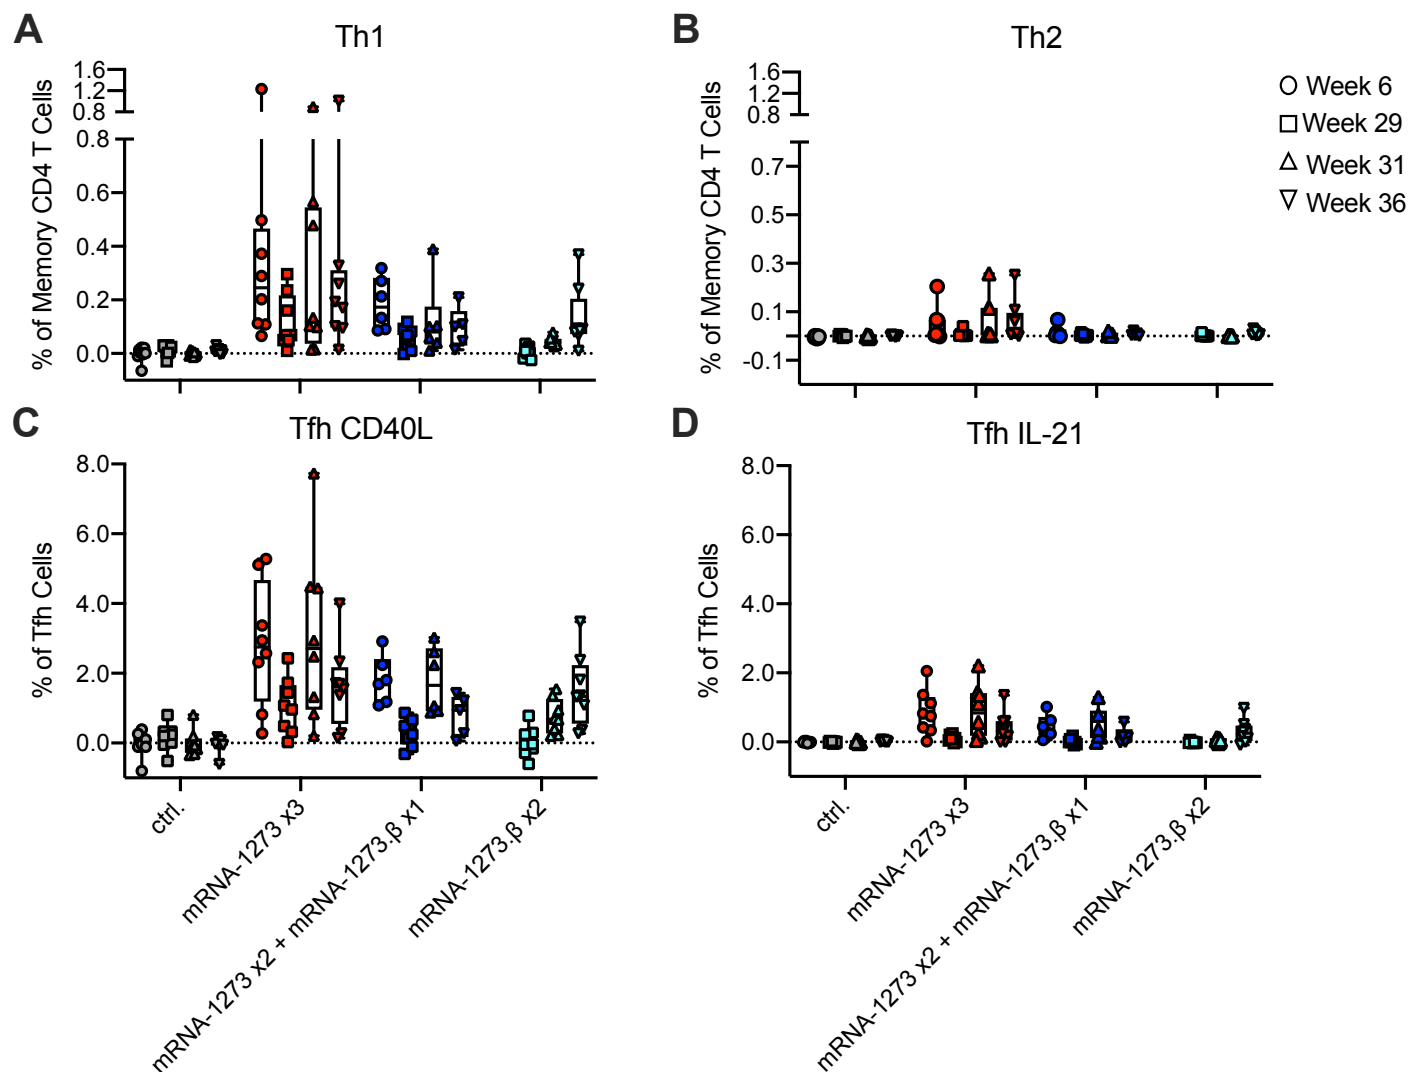 A
Th1
% of Memory CD4 T Cells
1.6
1.2
0.8
0.8
0.6
0.4
0.2
0.0
B
Th2
% of Memory CD4 T Cells
1.6
1.2
0.8
0.7
0.5
0.3
0.1
-0.1
Week 6
Week 29
Week 31
Week 36
C
Tfh CD40L
% of Tfh Cells
8.0
6.0
4.0
2.0
0.0
ctrl.
mRNA-1273 x3
mRNA-1273 x2 + mRNA-1273.β x1
mRNA-1273.β x2
D
Tfh IL-21
% of Tfh Cells
8.0
6.0
4.0
2.0
0.0
ctrl.
mRNA-1273 x3
mRNA-1273 x2 + mRNA-1273.β x1
mRNA-1273.β x2